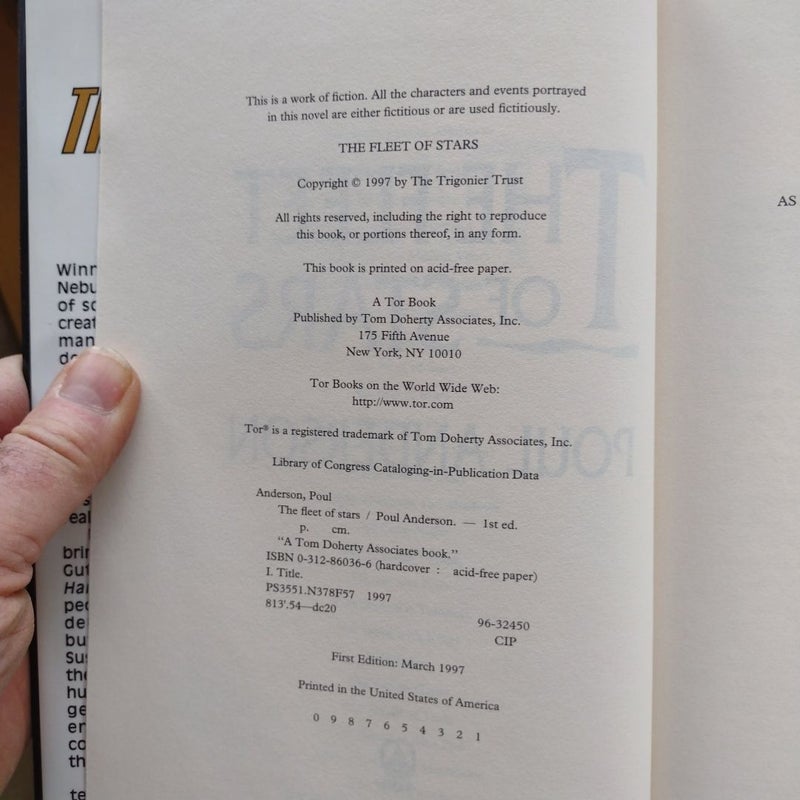 This is a work of fiction. All the characters and events portrayed
in this novel are either fictitious or are used fictitiously.
THE FLEET OF STARS
Copyright © 1997 by The Trigonier Trust
All rights reserved, including the right to reproduce
this book, or portions thereof, in any form.
This book is printed on acid-free paper.
A Tor Book
Published by Tom Doherty Associates, Inc.
175 Fifth Avenue
New York, NY 10010
Tor Books on the World Wide Web:
http://www.tor.com
Tor® is a registered trademark of Tom Doherty Associates, Inc.
Library of Congress Cataloging-in-Publication Data
Anderson, Poul
The fleet of stars / Poul Anderson. — 1st ed.
p. cm.
"A Tom Doherty Associates book."
ISBN 0-312-86036-6 (hardcover : acid-free paper)
I. Title.
PS3551.N378F57 1997
813'.54—dc20
96-32450
CIP
First Edition: March 1997
Printed in the United States of America
0 9 8 7 6 5 4 3 2 1
AS